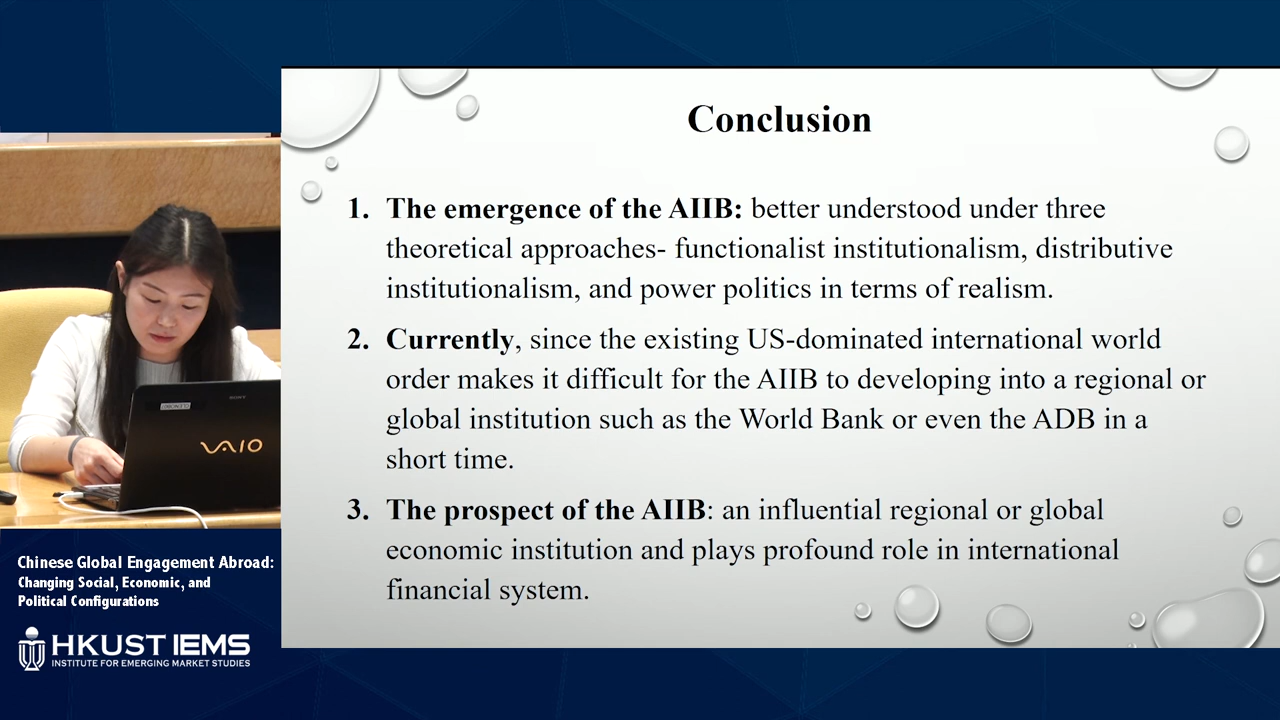 Conclusion
1. The emergence of the AIIB: better understood under three
theoretical approaches- functionalist institutionalism, distributive
institutionalism, and power politics in terms of realism.
2. Currently, since the existing US-dominated international world
order makes it difficult for the AIIB to developing into a regional or
global institution such as the World Bank or even the ADB in a
short time.
3. The prospect of the AIIB: an influential regional or global
economic institution and plays profound role in international
financial system.
SONY
VAIO
Chinese Global Engagement Abroad:
Changing Social, Economic, and
Political Configurations
HKUST IEMS
INSTITUTE FOR EMERGING MARKET STUDIES